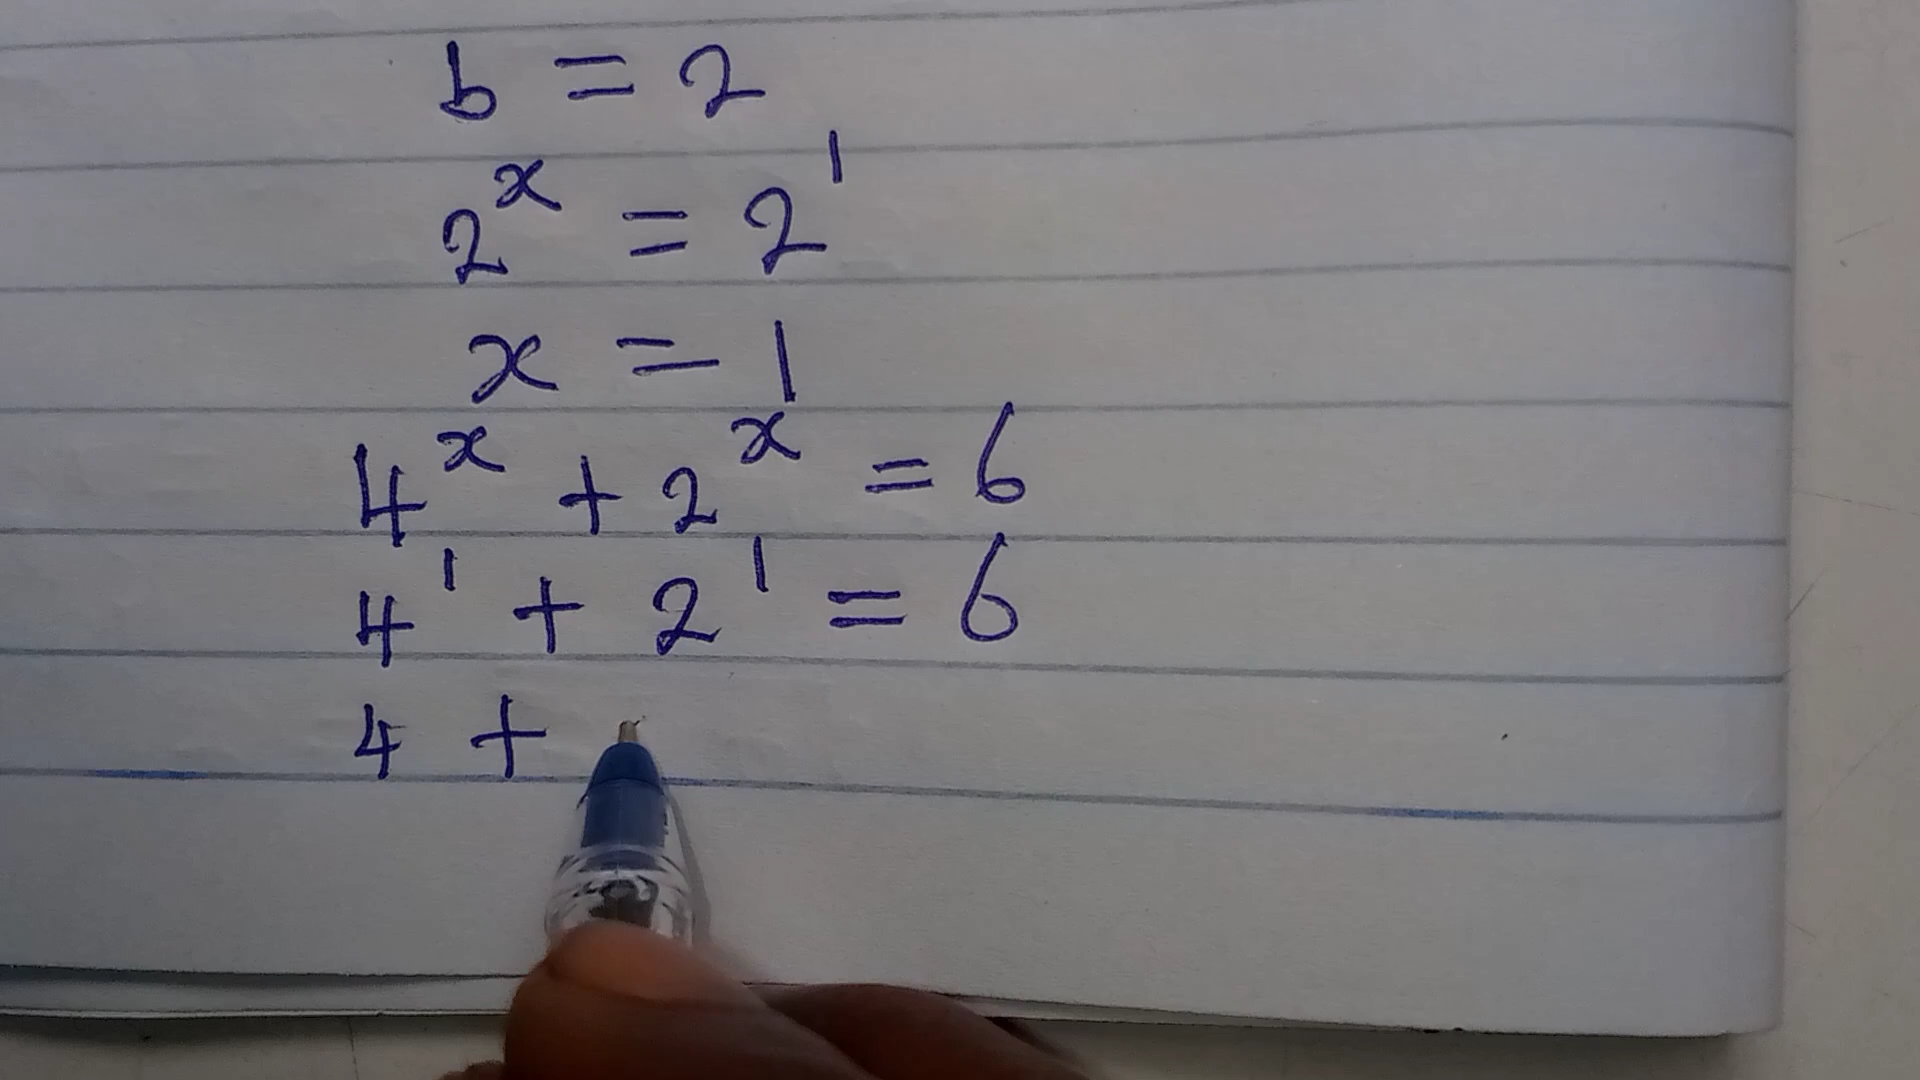 b = 2
2^x = 2^1
x = 1
4^x + 2^x = 6
4^1 + 2^1 = 6
4 +